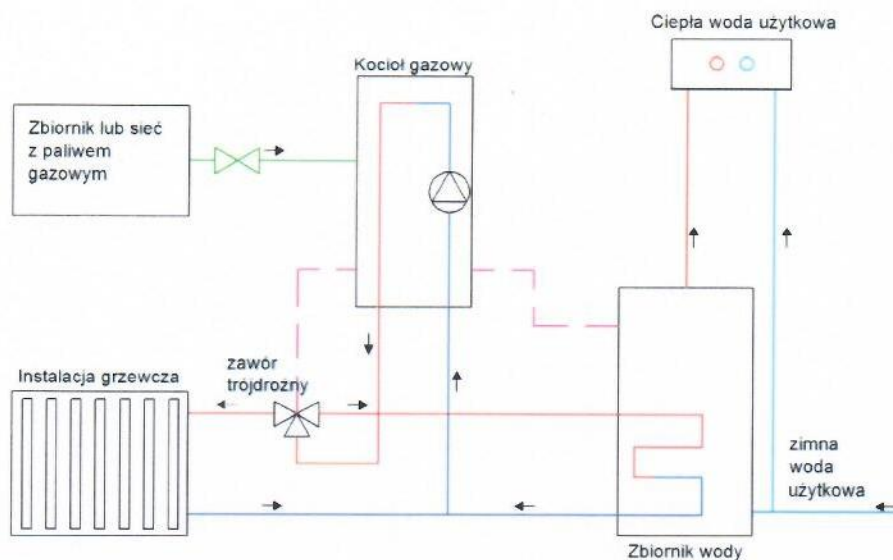 Ciepła woda użytkowa
Kocioł gazowy
Zbiornik lub sieć
z paliwem
gazowym
zawór
trójdrożny
Instalacja grzewcza
zimna
woda
użytkowa
Zbiornik wody